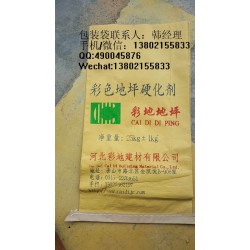 包装袋联系人：韩经理
手机/微信：13802155833
QQ:490045876
Wechat:13802155833
彩色地坪硬化剂
彩地地坪
CAI DI DI PING
净重量：25kg±1kg
河北彩地建材有限公司